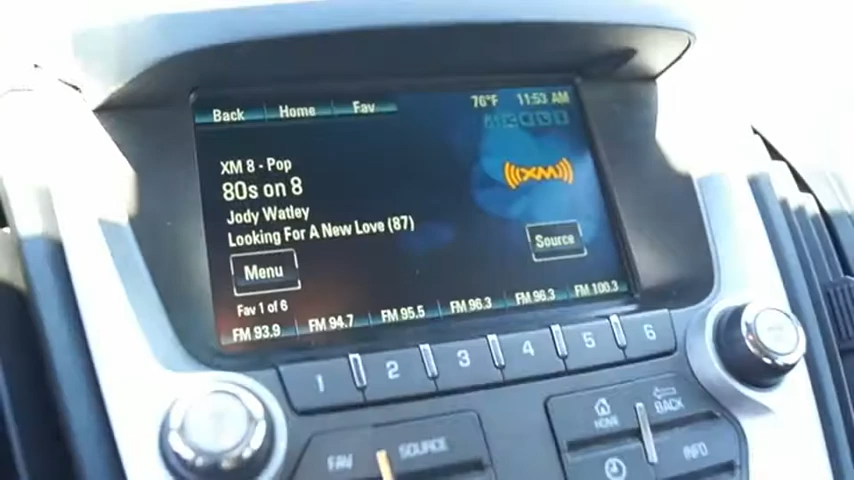 Back Home Fav 76°F 11:53 AM
XM 8 - Pop
80s on 8
XM
Jody Watley
Looking For A New Love (87)
Source
Menu
Fav 1 of 6
FM 93.9 FM 94.7 FM 95.5 FM 96.3 FM 96.3 FM 100.3
1 2 3 4 5 6
HOME BACK
FAV SOURCE
INFO